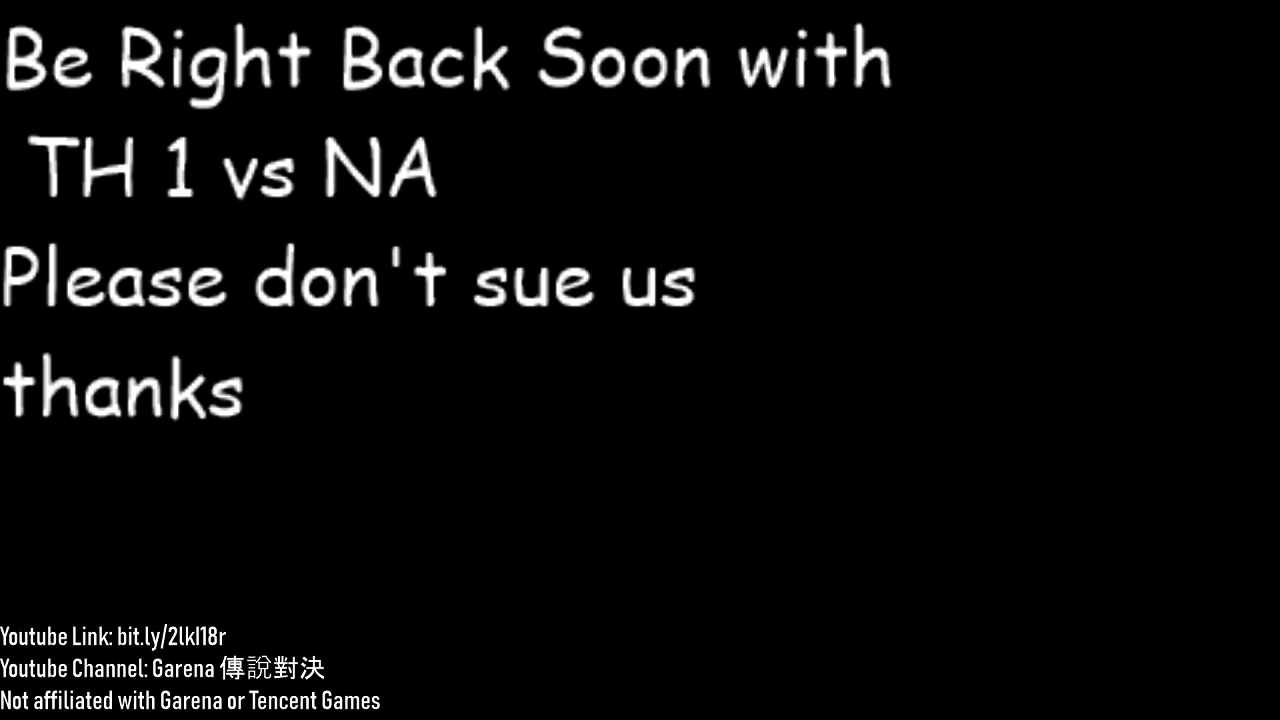 Be Right Back Soon with
TH 1 vs NA
Please don't sue us
thanks
Youtube Link: bit.ly/2lkI18r
Youtube Channel: Garena 傳說對決
Not affiliated with Garena or Tencent Games